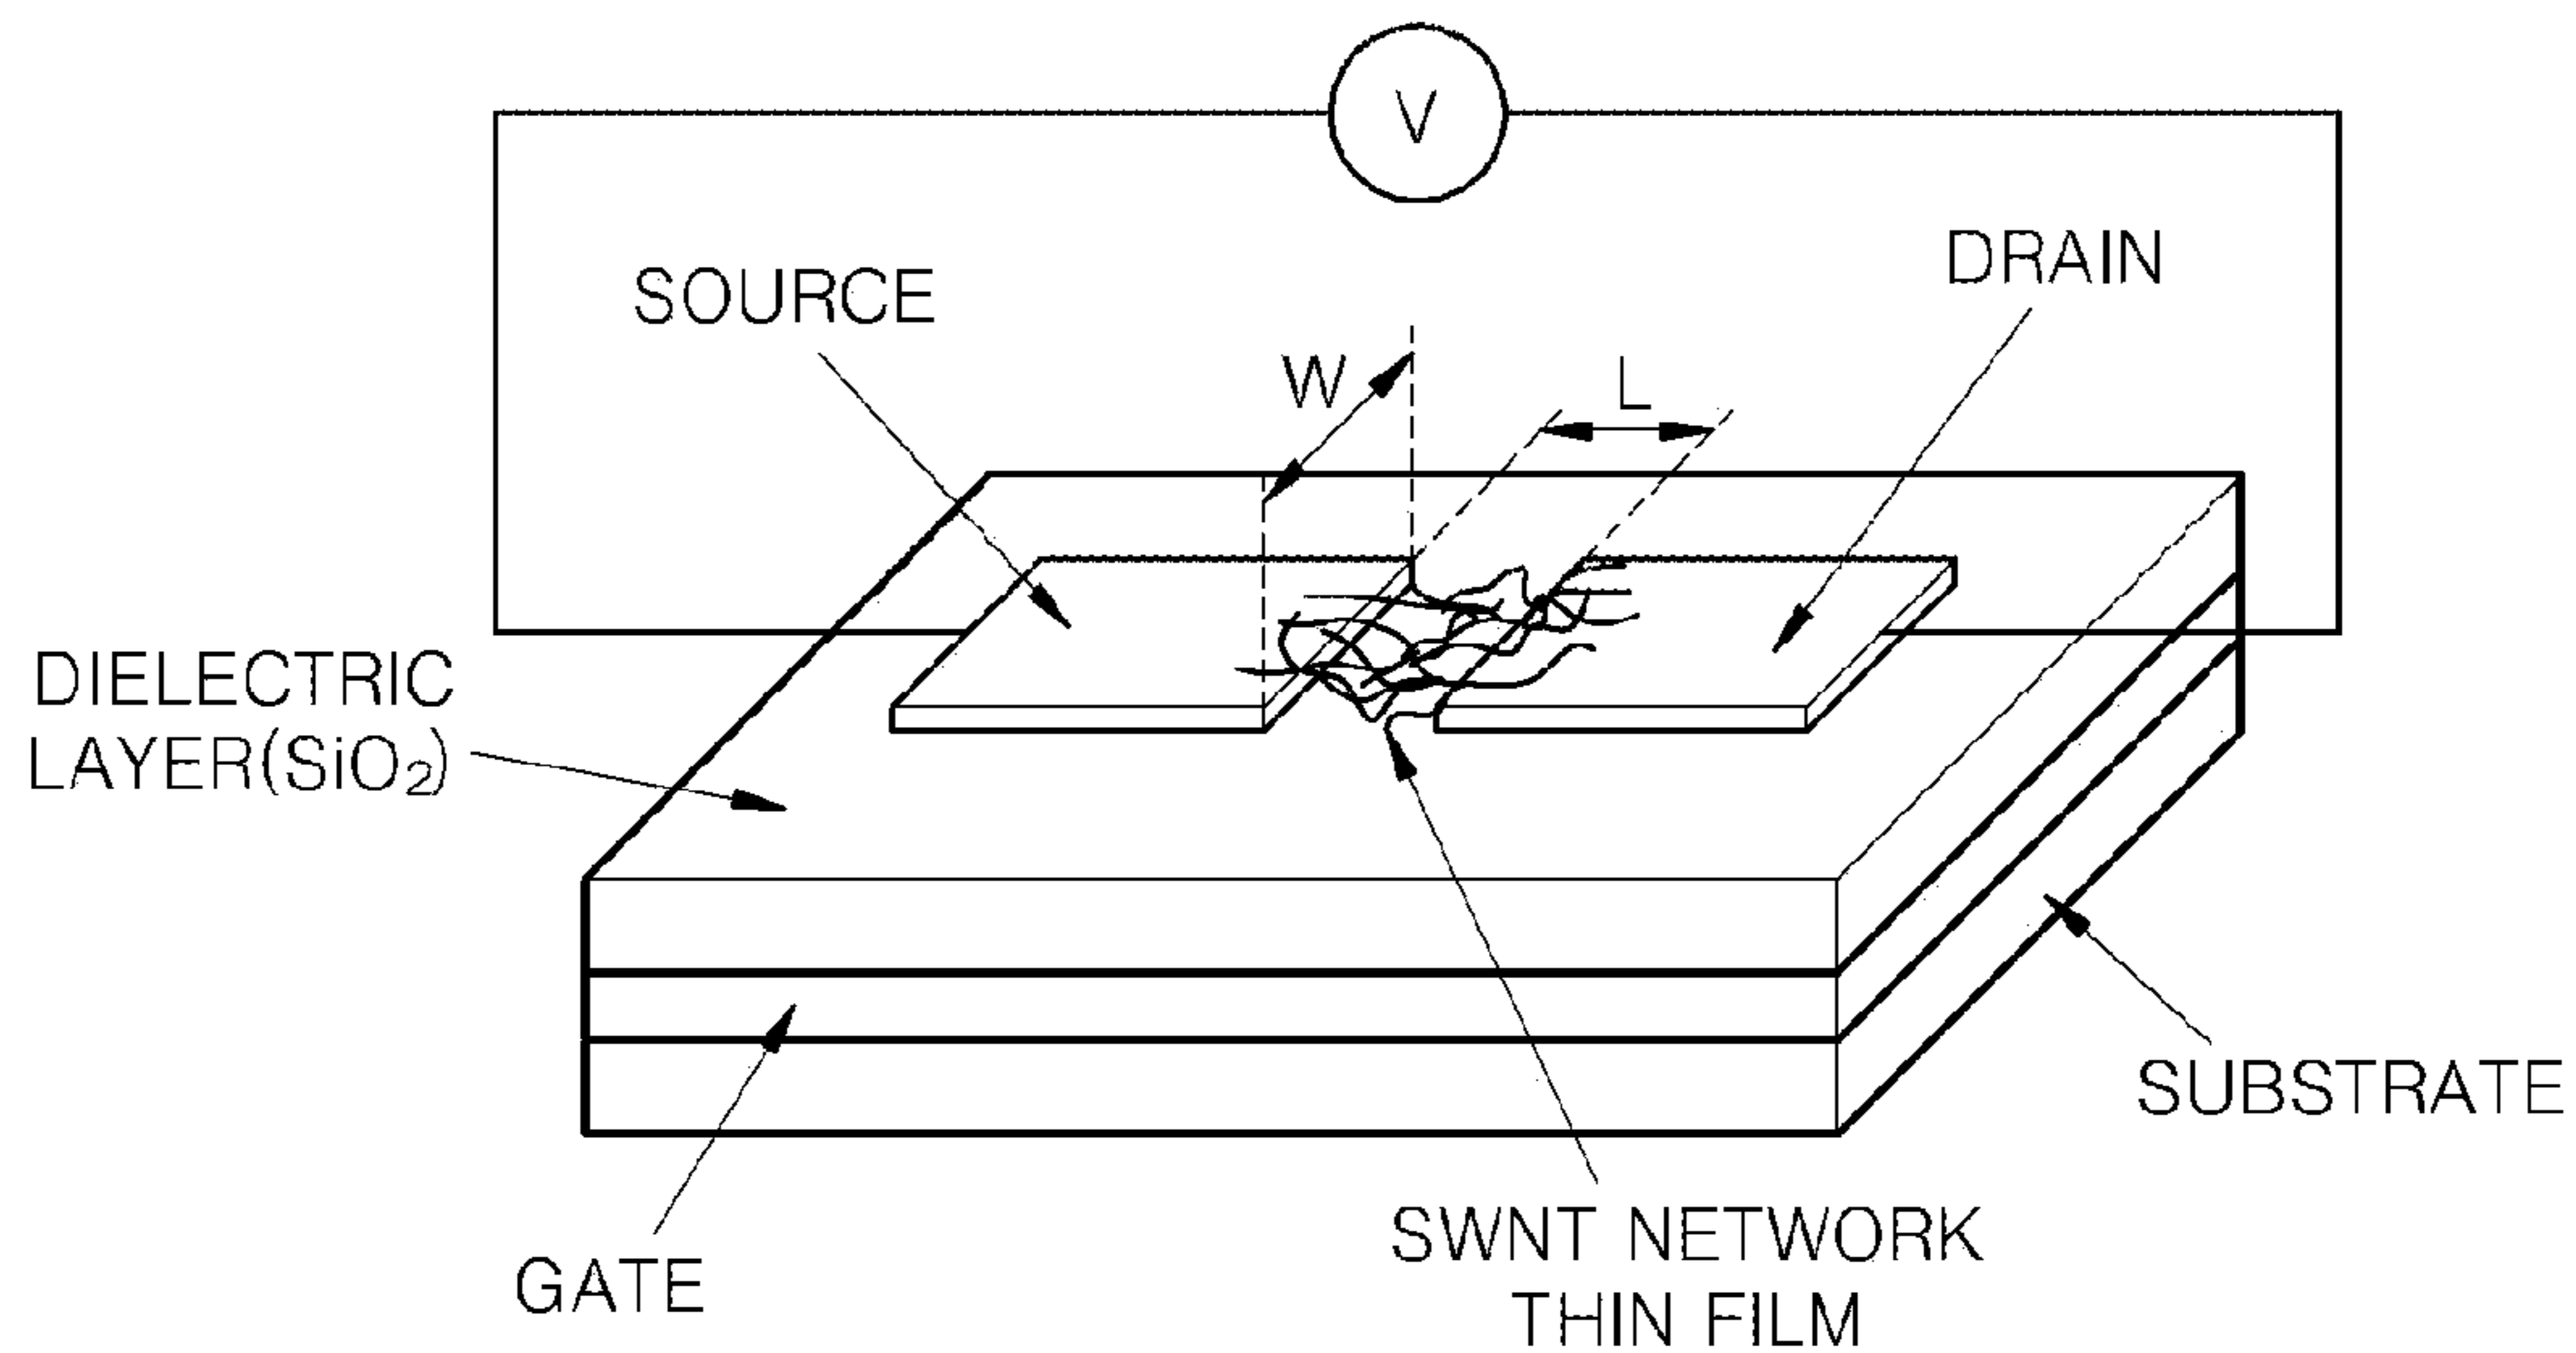 V
DRAIN
SOURCE
W
L
DIELECTRIC
LAYER(SiO₂)
SUBSTRATE
SWNT NETWORK
THIN FILM
GATE